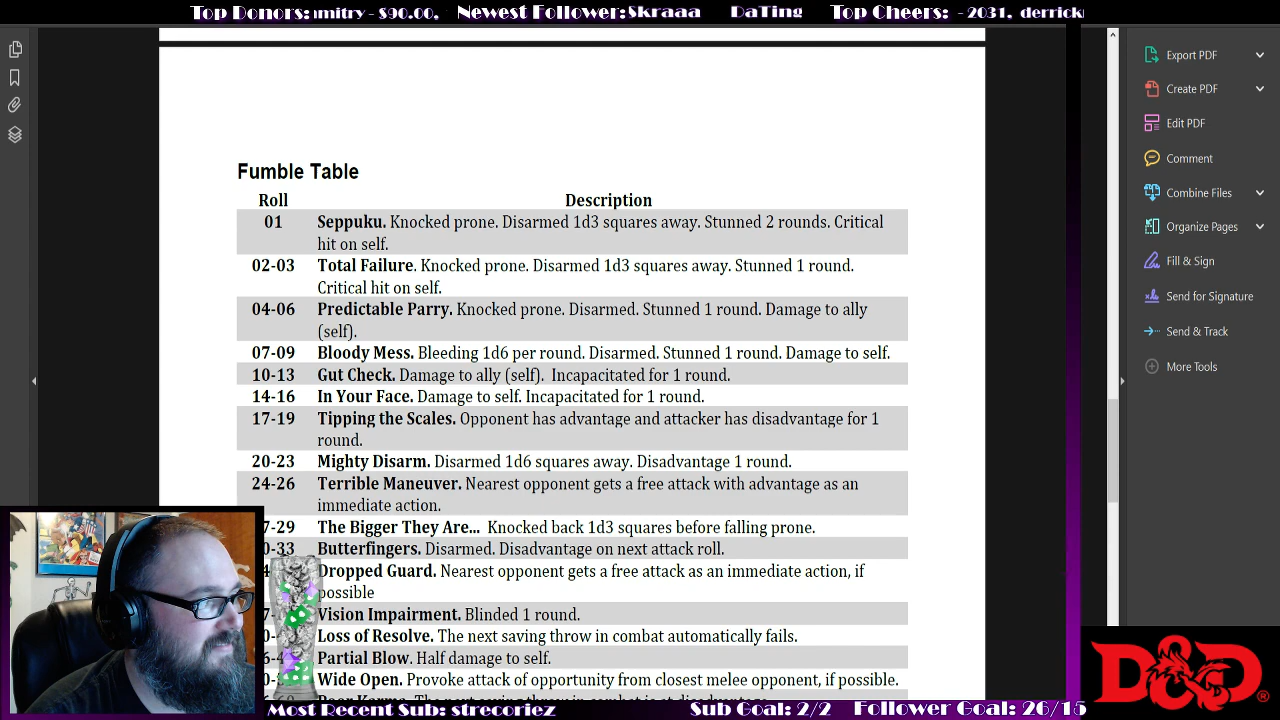 Top Donors: imitry - $90.00, Newest Follower: Skraaa DaTing Top Cheers: - 2031, derrick
Export PDF
Create PDF
Edit PDF
Comment
Combine Files
Organize Pages
Fill & Sign
Send for Signature
Send & Track
More Tools
Fumble Table
Roll Description
01 Seppuku. Knocked prone. Disarmed 1d3 squares away. Stunned 2 rounds. Critical
hit on self.
02-03 Total Failure. Knocked prone. Disarmed 1d3 squares away. Stunned 1 round.
Critical hit on self.
04-06 Predictable Parry. Knocked prone. Disarmed. Stunned 1 round. Damage to ally
(self).
07-09 Bloody Mess. Bleeding 1d6 per round. Disarmed. Stunned 1 round. Damage to self.
10-13 Gut Check. Damage to ally (self). Incapacitated for 1 round.
14-16 In Your Face. Damage to self. Incapacitated for 1 round.
17-19 Tipping the Scales. Opponent has advantage and attacker has disadvantage for 1
round.
20-23 Mighty Disarm. Disarmed 1d6 squares away. Disadvantage 1 round.
24-26 Terrible Maneuver. Nearest opponent gets a free attack with advantage as an
immediate action.
7-29 The Bigger They Are... Knocked back 1d3 squares before falling prone.
0-33 Butterfingers. Disarmed. Disadvantage on next attack roll.
Dropped Guard. Nearest opponent gets a free attack as an immediate action, if
possible
Vision Impairment. Blinded 1 round.
Loss of Resolve. The next saving throw in combat automatically fails.
Partial Blow. Half damage to self.
Wide Open. Provoke attack of opportunity from closest melee opponent, if possible.
D&D
Most Recent Sub: strecoriez Sub Goal: 2/2 Follower Goal: 26/15